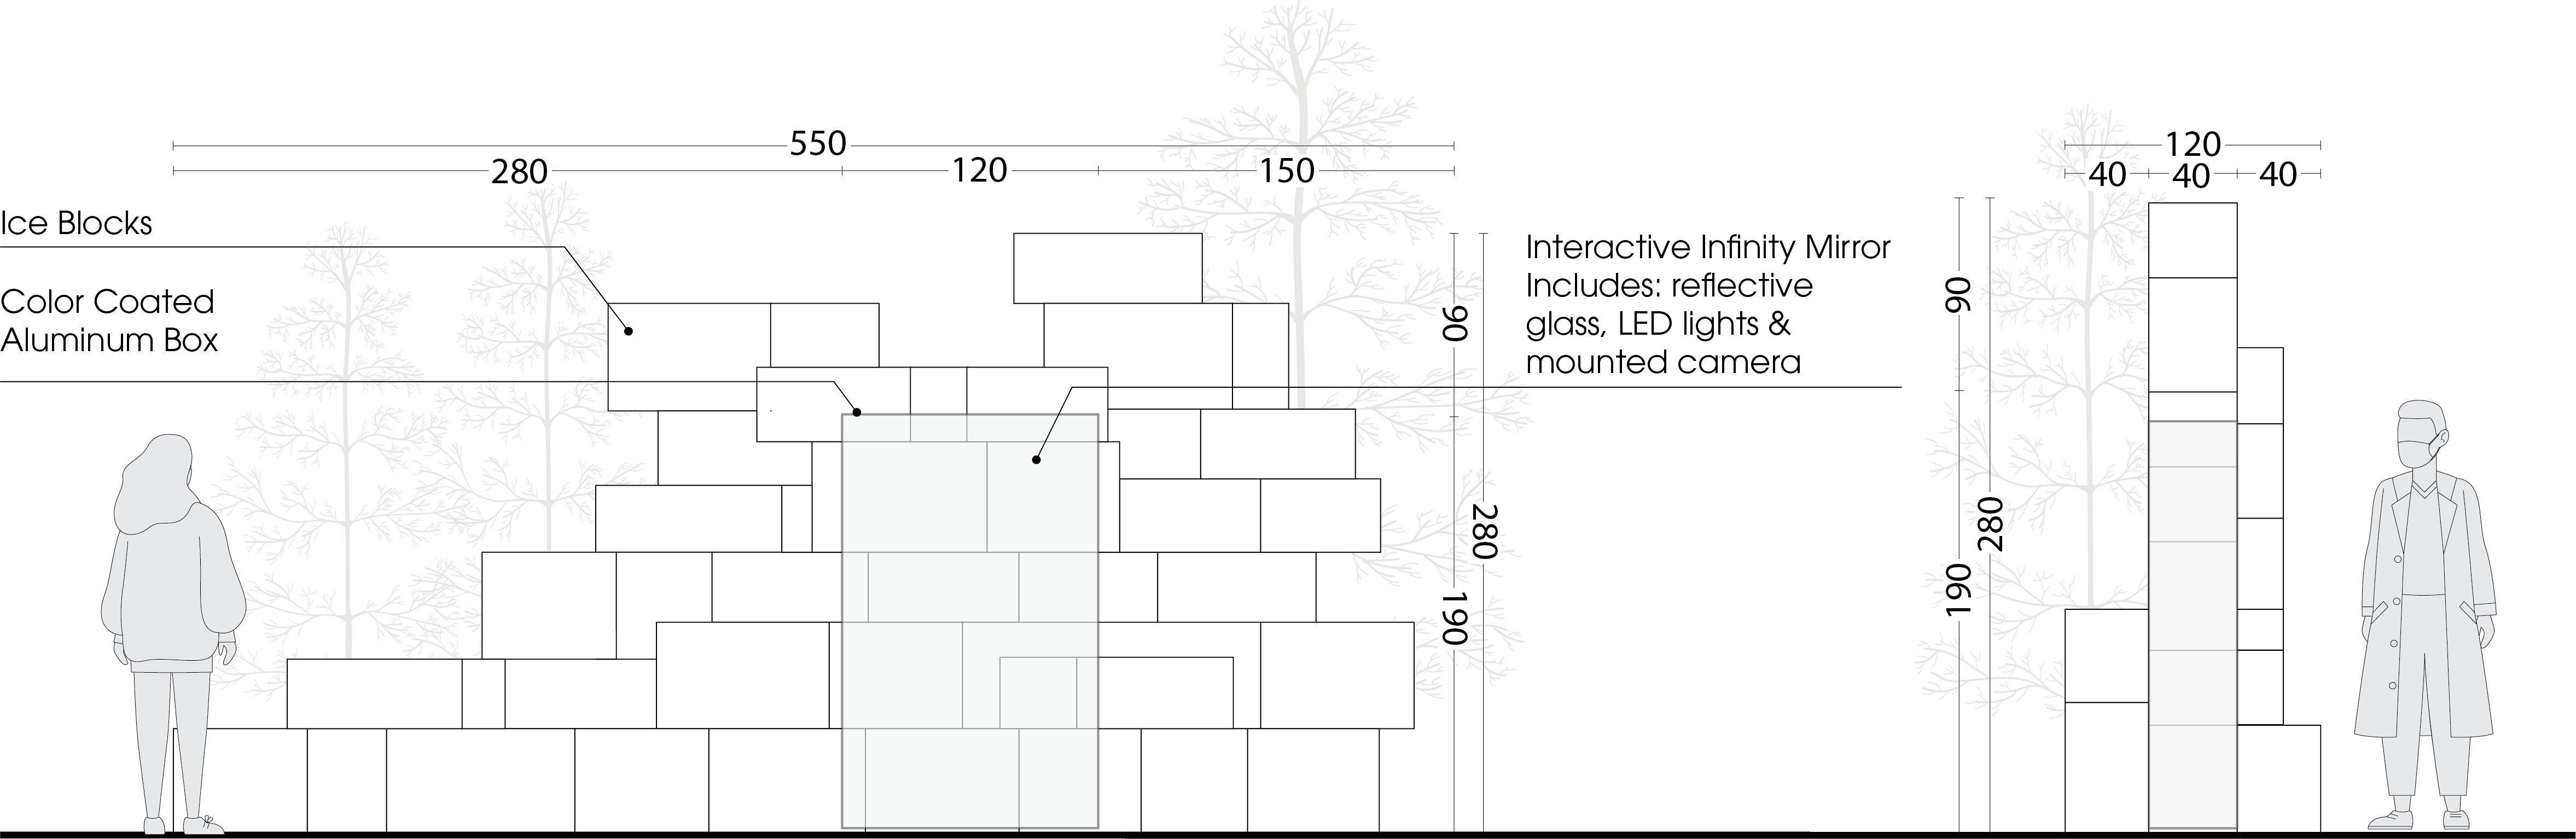 550
280
120
150
Ice Blocks
Color Coated
Aluminum Box
90
190
280
Interactive Infinity Mirror
Includes: reflective
glass, LED lights &
mounted camera
120
40
40
40
90
190
280